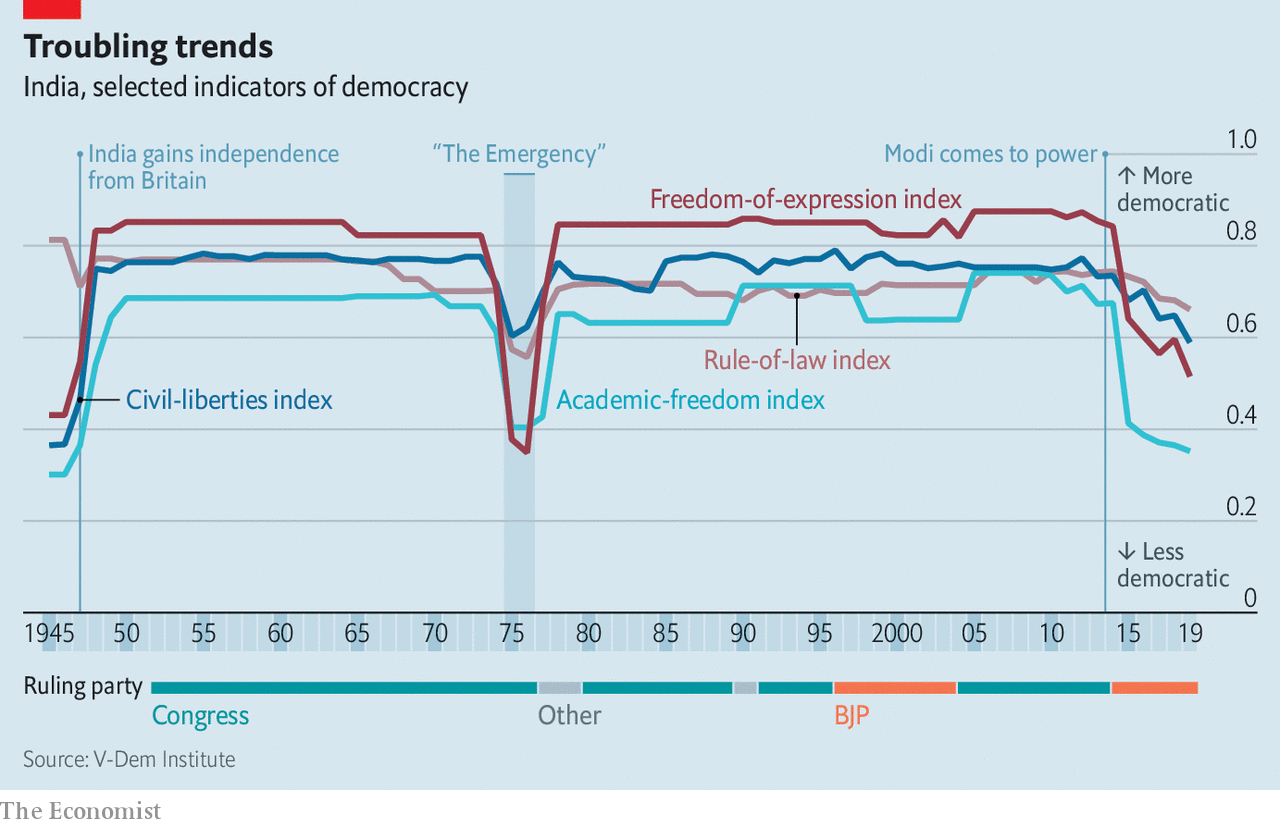 Troubling trends
India, selected indicators of democracy
India gains independence
from Britain
“The Emergency”
Modi comes to power
1.0
↑ More
democratic
Freedom-of-expression index
0.8
0.6
Rule-of-law index
Civil-liberties index
Academic-freedom index
0.4
0.2
↓ Less
democratic
0
1945 50 55 60 65 70 75 80 85 90 95 2000 05 10 15 19
Ruling party
Congress Other BJP
Source: V-Dem Institute
The Economist